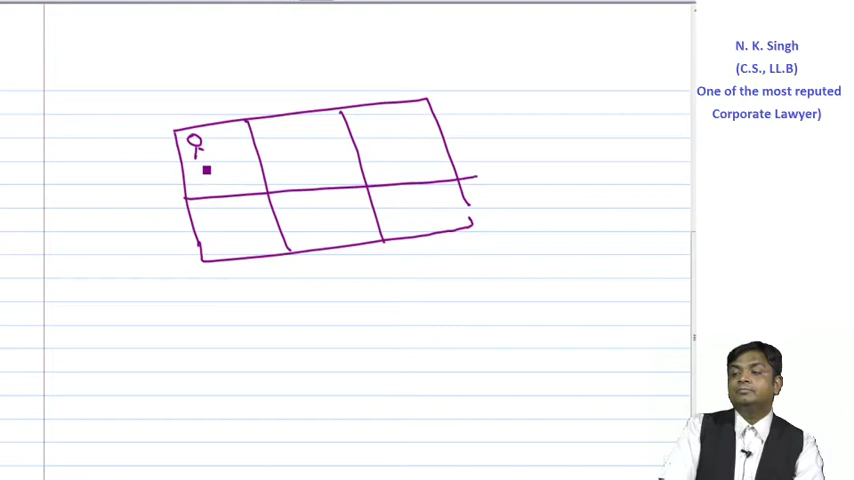 N. K. Singh
(C.S., LL.B)
One of the most reputed
Corporate Lawyer)